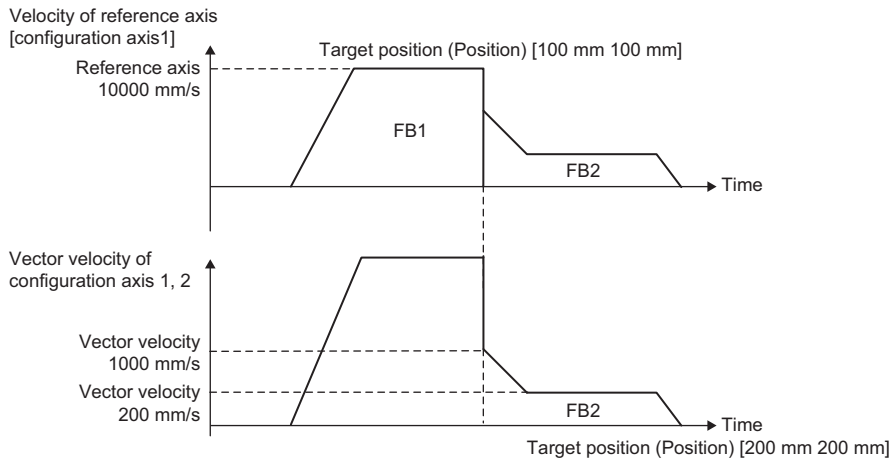 Velocity of reference axis
[configuration axis1]
Target position (Position) [100 mm 100 mm]
Reference axis
10000 mm/s
FB1
FB2
Time
Vector velocity of
configuration axis 1, 2
Vector velocity
1000 mm/s
Vector velocity
200 mm/s
FB2
Time
Target position (Position) [200 mm 200 mm]